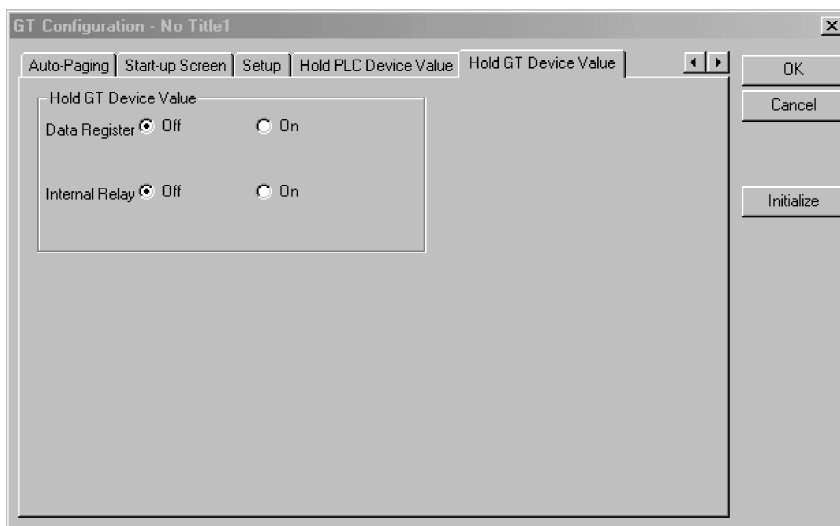 GT Configuration - No Title1
Auto-Paging Start-up Screen Setup Hold PLC Device Value Hold GT Device Value
OK
Cancel
Initialize
Hold GT Device Value
Data Register Off On
Internal Relay Off On